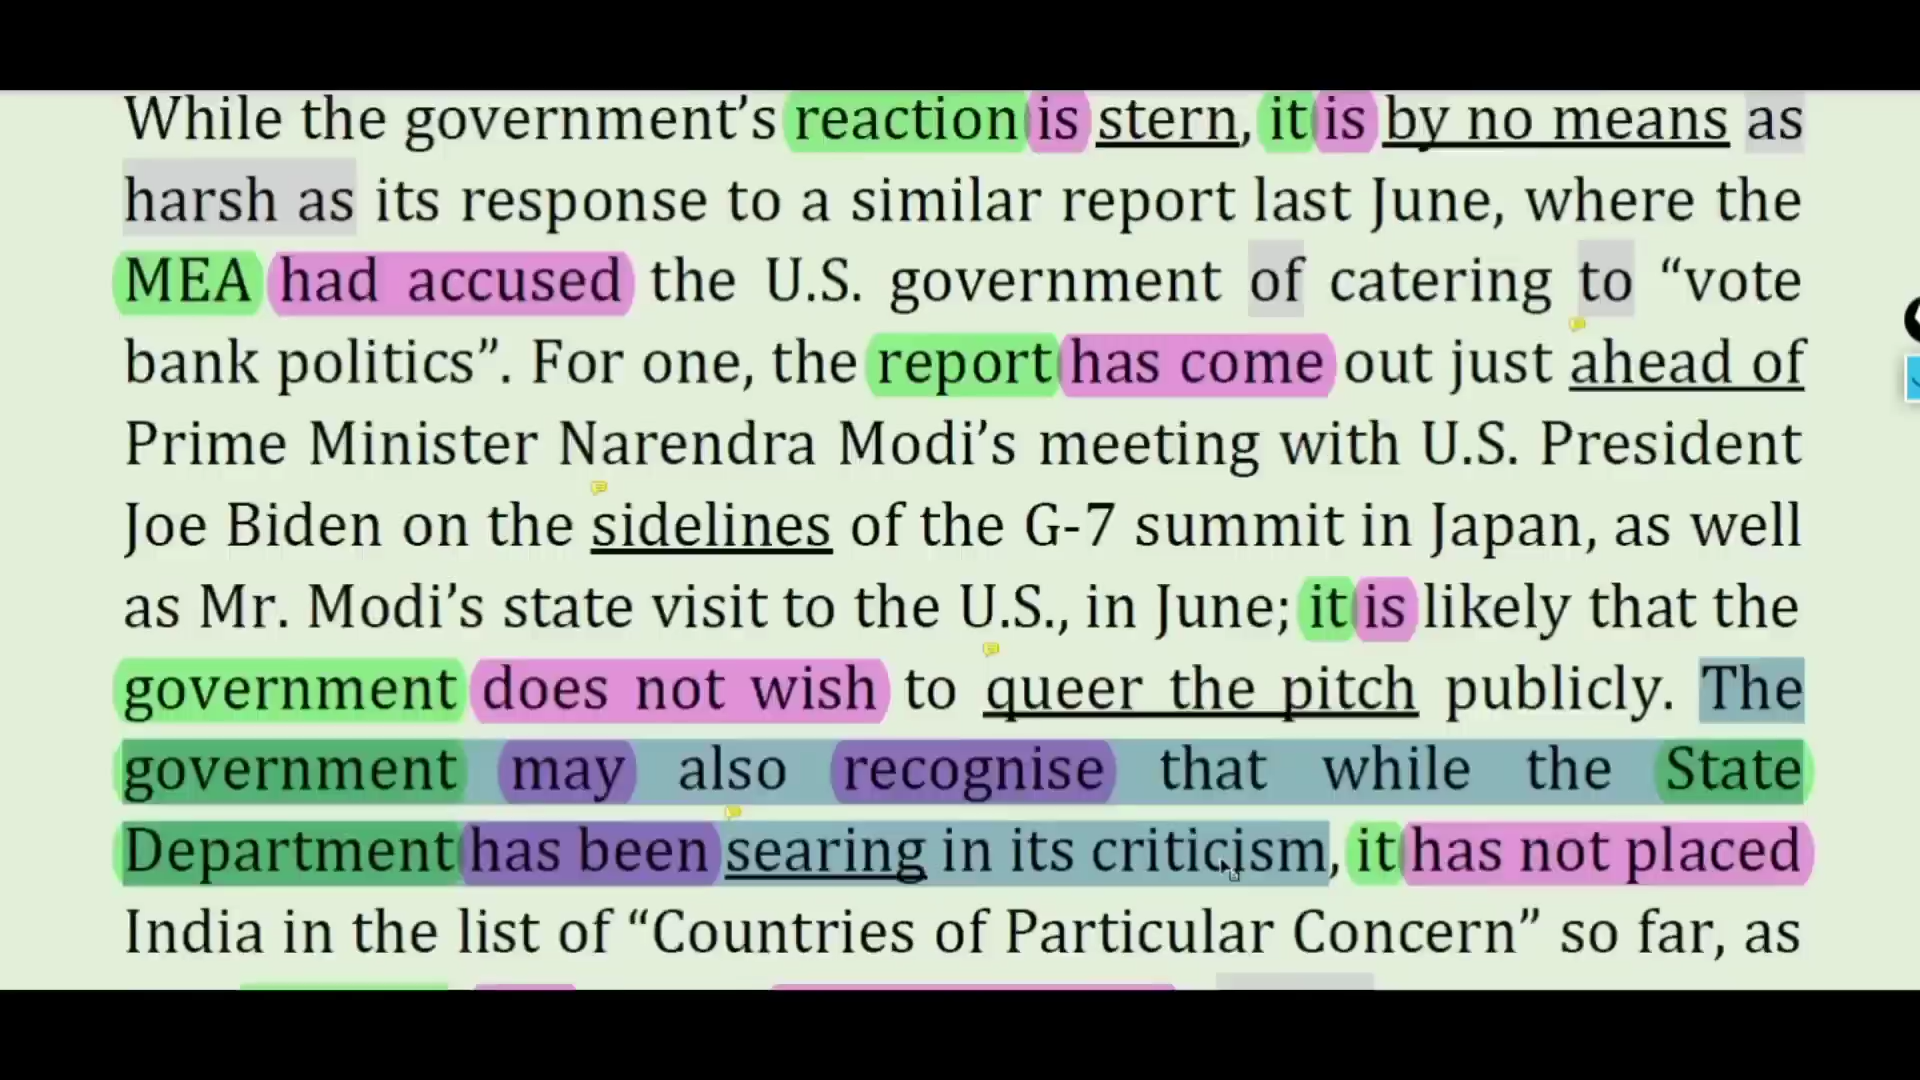 While the government’s reaction is stern, it is by no means as
harsh as its response to a similar report last June, where the
MEA had accused the U.S. government of catering to “vote
bank politics”. For one, the report has come out just ahead of
Prime Minister Narendra Modi’s meeting with U.S. President
Joe Biden on the sidelines of the G-7 summit in Japan, as well
as Mr. Modi’s state visit to the U.S., in June; it is likely that the
government does not wish to queer the pitch publicly. The
government may also recognise that while the State
Department has been searing in its criticism, it has not placed
India in the list of “Countries of Particular Concern” so far, as